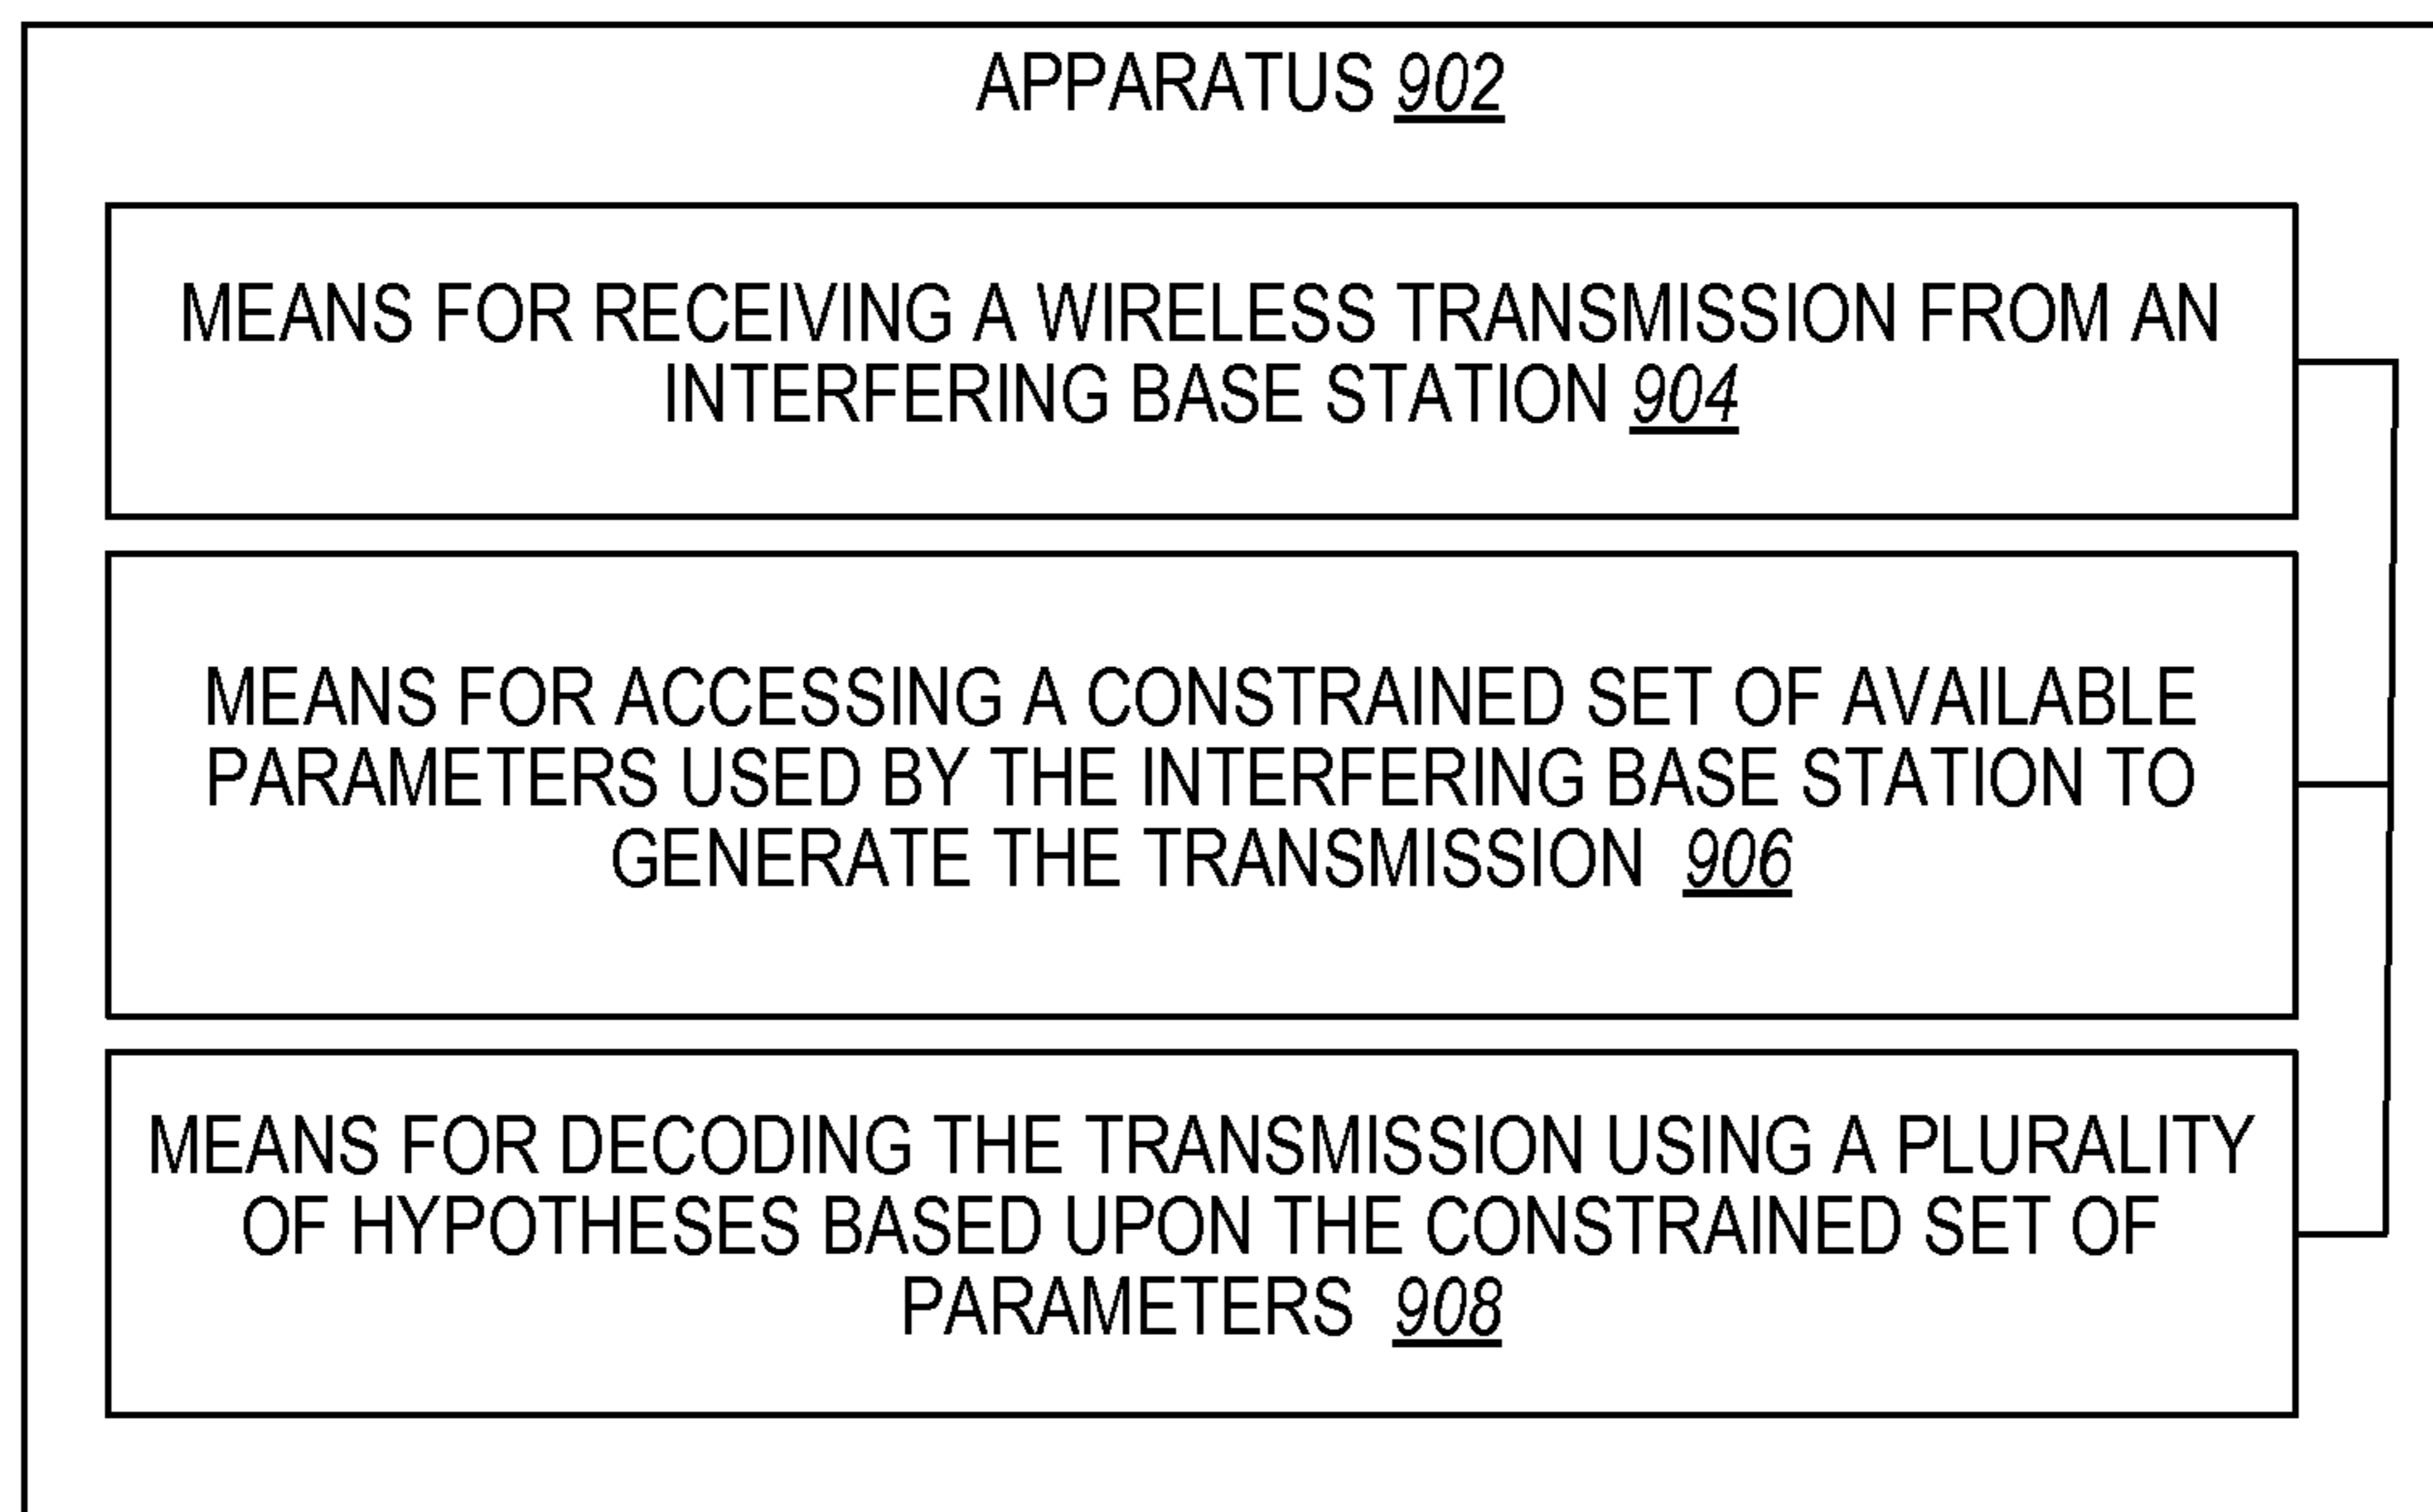 APPARATUS 902
MEANS FOR RECEIVING A WIRELESS TRANSMISSION FROM AN
INTERFERING BASE STATION 904
MEANS FOR ACCESSING A CONSTRAINED SET OF AVAILABLE
PARAMETERS USED BY THE INTERFERING BASE STATION TO
GENERATE THE TRANSMISSION 906
MEANS FOR DECODING THE TRANSMISSION USING A PLURALITY
OF HYPOTHESES BASED UPON THE CONSTRAINED SET OF
PARAMETERS 908